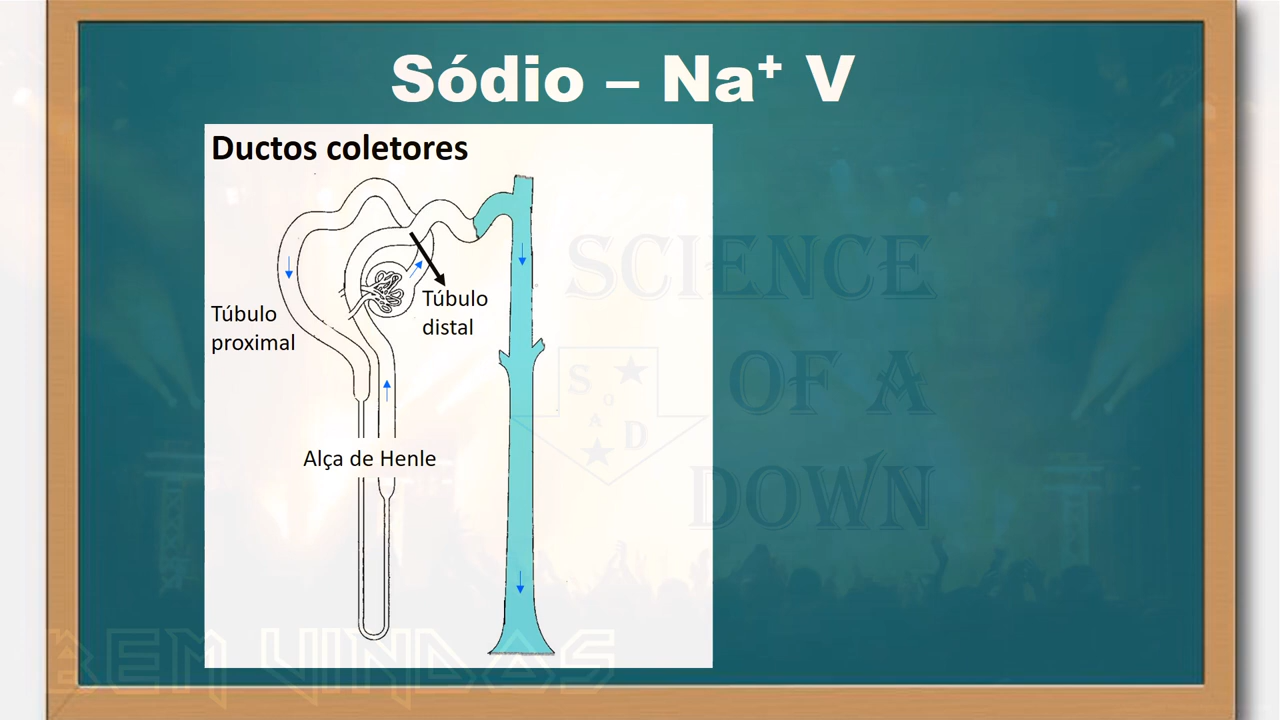 Sódio – Na⁺ V
Ductos coletores
Túbulo
distal
Túbulo
proximal
Alça de Henle
SCIENCE
OF A
DOWN
S
O
A
D
BEM VINDOS